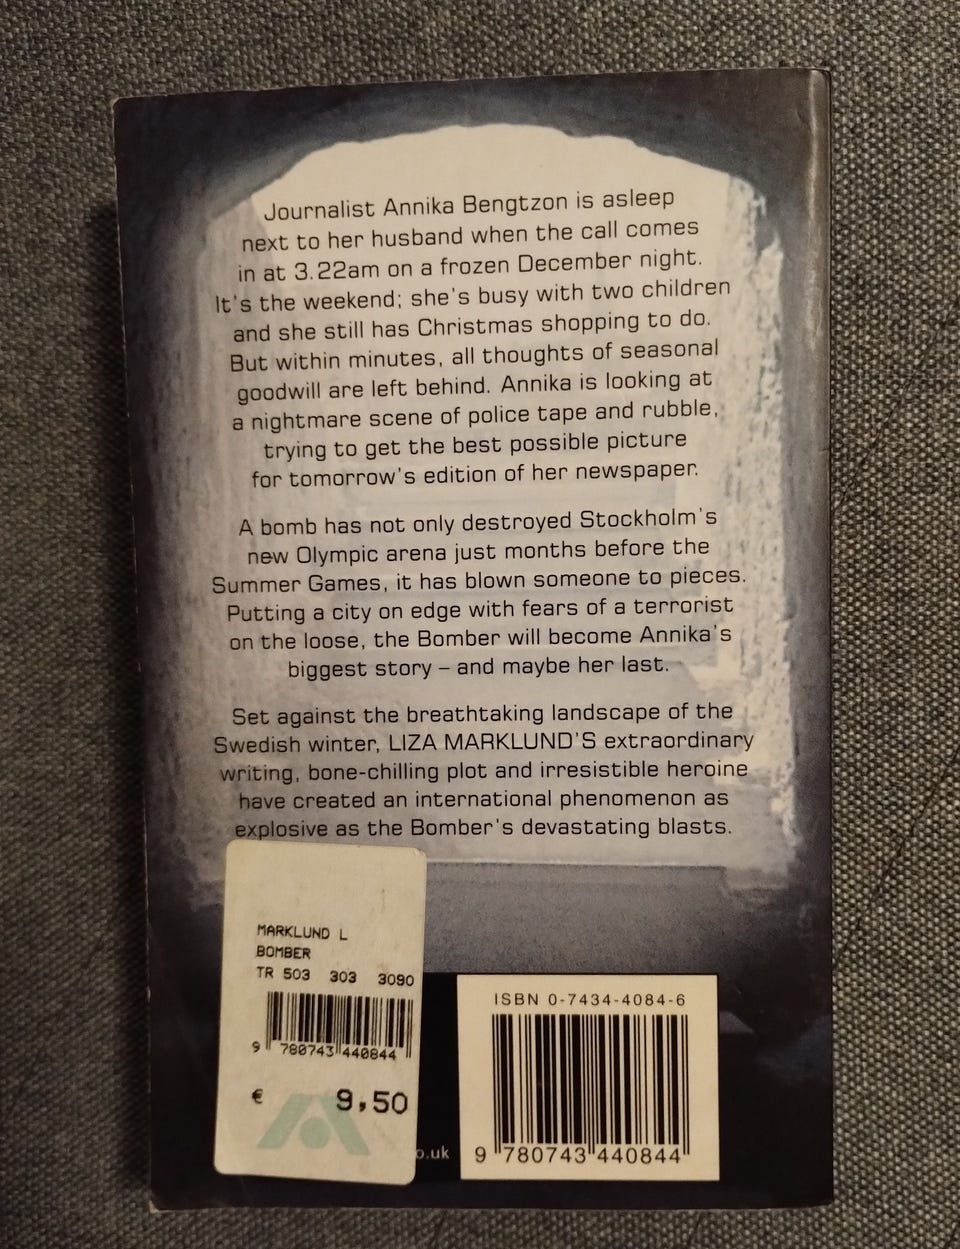 Journalist Annika Bengtzon is asleep
next to her husband when the call comes
in at 3.22am on a frozen December night.
It's the weekend; she's busy with two children
and she still has Christmas shopping to do.
But within minutes, all thoughts of seasonal
goodwill are left behind. Annika is looking at
a nightmare scene of police tape and rubble,
trying to get the best possible picture
for tomorrow's edition of her newspaper.
A bomb has not only destroyed Stockholm's
new Olympic arena just months before the
Summer Games, it has blown someone to pieces.
Putting a city on edge with fears of a terrorist
on the loose, the Bomber will become Annika's
biggest story – and maybe her last.
Set against the breathtaking landscape of the
Swedish winter, LIZA MARKLUND'S extraordinary
writing, bone-chilling plot and irresistible heroine
have created an international phenomenon as
explosive as the Bomber's devastating blasts.
MARKLUND L
BOMBER
TR 503 303 3090
9 780743 440844
€ 9,50
o.uk
ISBN 0-7434-4084-6
9 780743 440844